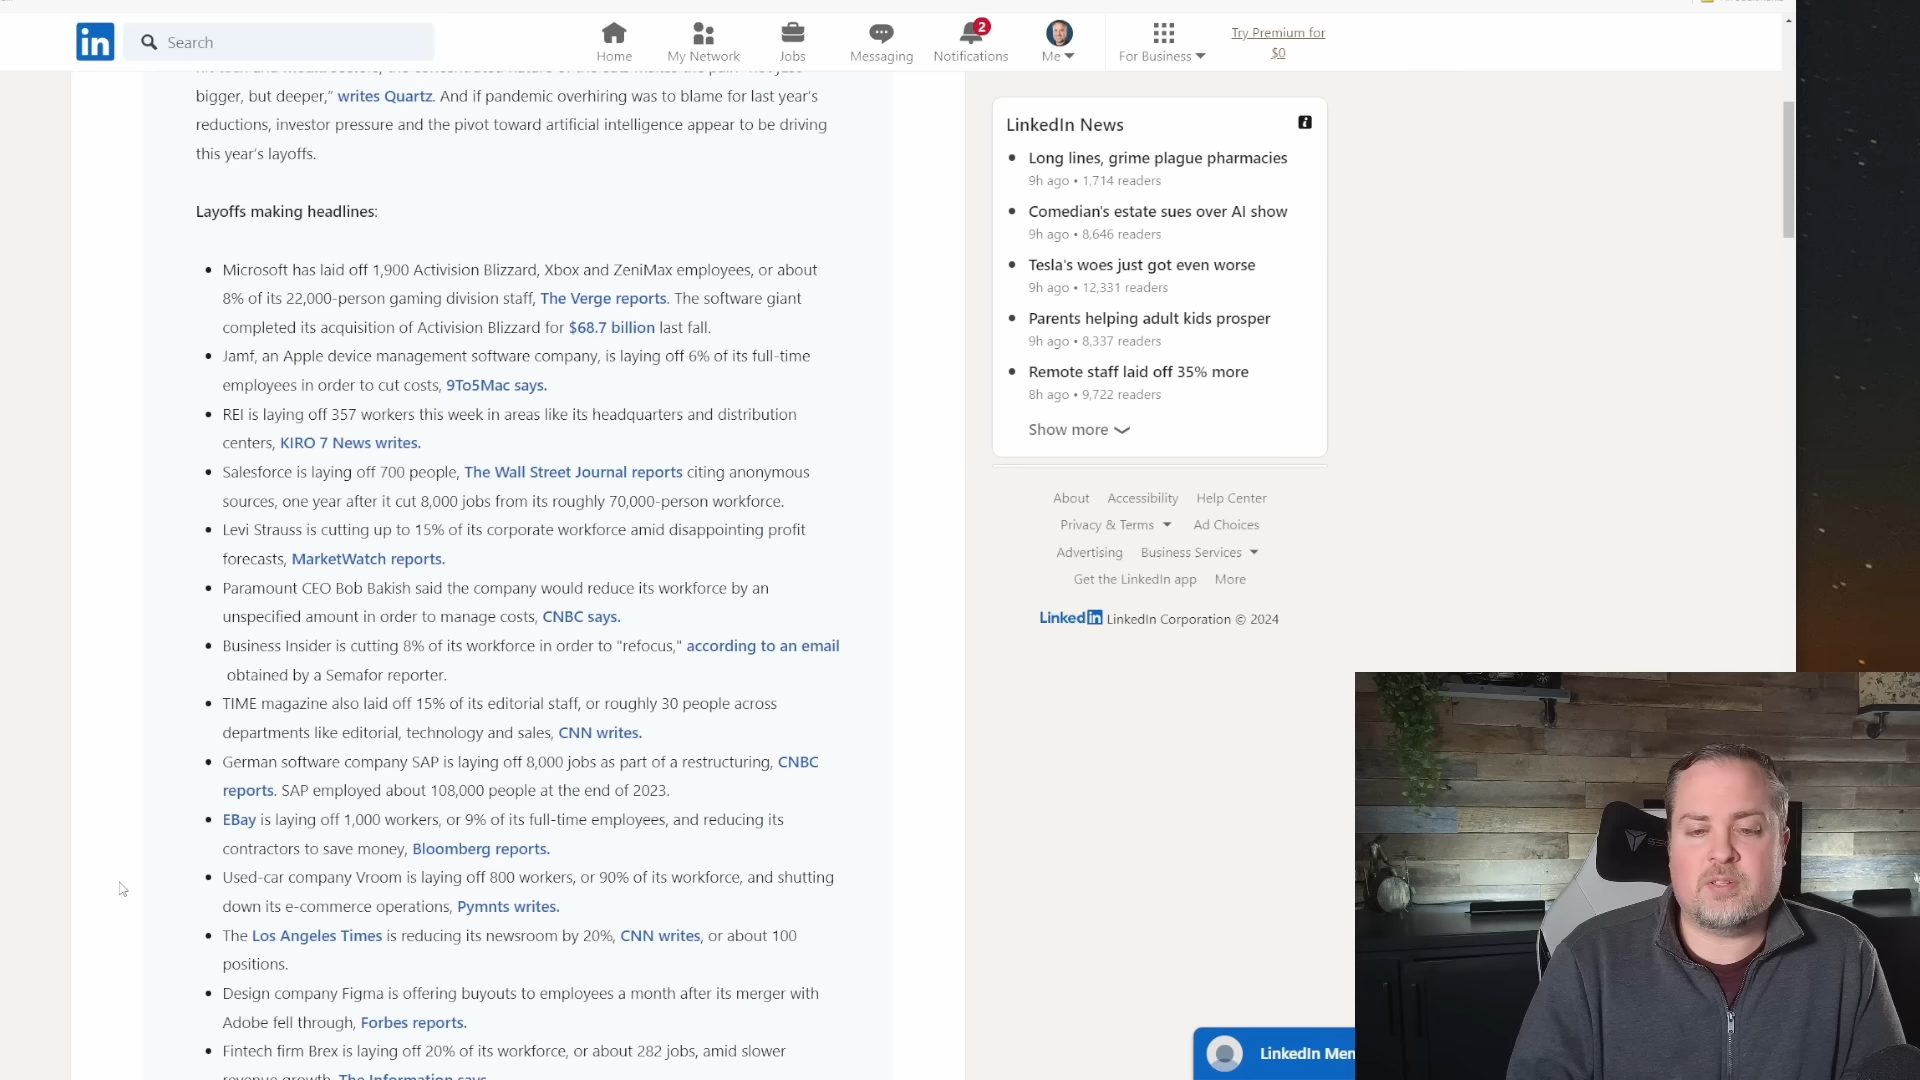 in
Search
Home
My Network
Jobs
Messaging
2
Notifications
Me
For Business
Try Premium for
$0
bigger, but deeper,” writes Quartz. And if pandemic overhiring was to blame for last year’s
reductions, investor pressure and the pivot toward artificial intelligence appear to be driving
this year’s layoffs.
Layoffs making headlines:
Microsoft has laid off 1,900 Activision Blizzard, Xbox and ZeniMax employees, or about
8% of its 22,000-person gaming division staff, The Verge reports. The software giant
completed its acquisition of Activision Blizzard for $68.7 billion last fall.
Jamf, an Apple device management software company, is laying off 6% of its full-time
employees in order to cut costs, 9To5Mac says.
REI is laying off 357 workers this week in areas like its headquarters and distribution
centers, KIRO 7 News writes.
Salesforce is laying off 700 people, The Wall Street Journal reports citing anonymous
sources, one year after it cut 8,000 jobs from its roughly 70,000-person workforce.
Levi Strauss is cutting up to 15% of its corporate workforce amid disappointing profit
forecasts, MarketWatch reports.
Paramount CEO Bob Bakish said the company would reduce its workforce by an
unspecified amount in order to manage costs, CNBC says.
Business Insider is cutting 8% of its workforce in order to "refocus," according to an email
obtained by a Semafor reporter.
TIME magazine also laid off 15% of its editorial staff, or roughly 30 people across
departments like editorial, technology and sales, CNN writes.
German software company SAP is laying off 8,000 jobs as part of a restructuring, CNBC
reports. SAP employed about 108,000 people at the end of 2023.
EBay is laying off 1,000 workers, or 9% of its full-time employees, and reducing its
contractors to save money, Bloomberg reports.
Used-car company Vroom is laying off 800 workers, or 90% of its workforce, and shutting
down its e-commerce operations, Pymnts writes.
The Los Angeles Times is reducing its newsroom by 20%, CNN writes, or about 100
positions.
Design company Figma is offering buyouts to employees a month after its merger with
Adobe fell through, Forbes reports.
Fintech firm Brex is laying off 20% of its workforce, or about 282 jobs, amid slower
revenue growth, The Information says
LinkedIn News
Long lines, grime plague pharmacies
9h ago • 1,714 readers
Comedian's estate sues over AI show
9h ago • 8,646 readers
Tesla's woes just got even worse
9h ago • 12,331 readers
Parents helping adult kids prosper
9h ago • 8,337 readers
Remote staff laid off 35% more
8h ago • 9,722 readers
Show more
About Accessibility Help Center
Privacy & Terms Ad Choices
Advertising Business Services
Get the LinkedIn app More
LinkedIn LinkedIn Corporation © 2024
LinkedIn Men